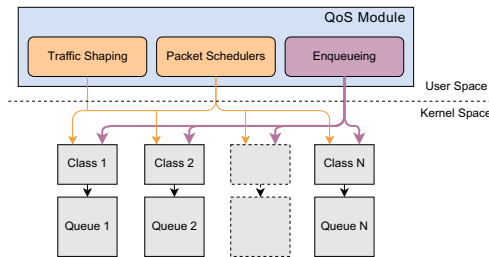 QoS Module
Traffic Shaping
Packet Schedulers
Enqueueing
User Space
Kernel Space
Class 1
Class 2
Class N
Queue 1
Queue 2
Queue N